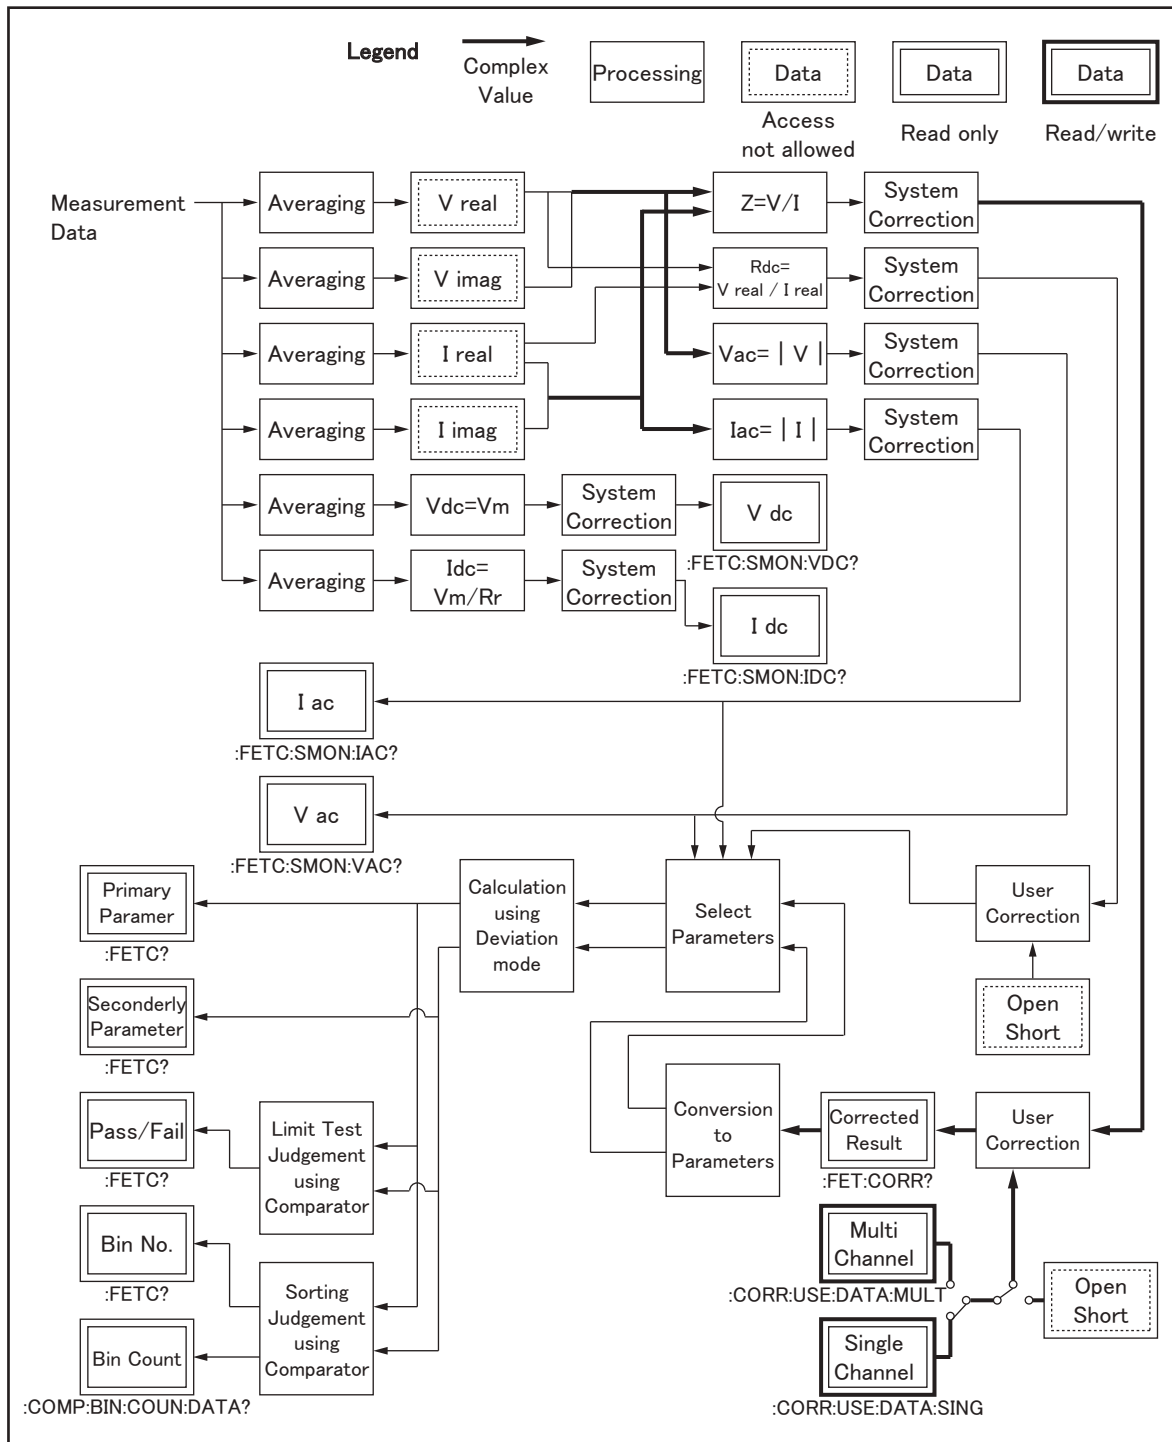 Legend
Complex
Value
Processing
Data
Access
not allowed
Data
Read only
Data
Read/write
Measurement
Data
Averaging
V real
Z=V/I
System
Correction
Averaging
V imag
Rdc=
V real / I real
System
Correction
Averaging
I real
Vac= | V |
System
Correction
Averaging
I imag
Iac= | I |
System
Correction
Averaging
Vdc=Vm
System
Correction
V dc
:FETC:SMON:VDC?
Averaging
Idc=
Vm/Rr
System
Correction
I dc
:FETC:SMON:IDC?
I ac
:FETC:SMON:IAC?
V ac
:FETC:SMON:VAC?
Primary
Paramer
:FETC?
Calculation
using
Deviation
mode
Select
Parameters
User
Correction
Seconderly
Parameter
:FETC?
Open
Short
Pass/Fail
:FETC?
Limit Test
Judgement
using
Comparator
Conversion
to
Parameters
Corrected
Result
:FET:CORR?
User
Correction
Bin No.
:FETC?
Multi
Channel
:CORR:USE:DATA:MULT
Open
Short
Sorting
Judgement
using
Comparator
Bin Count
:COMP:BIN:COUN:DATA?
Single
Channel
:CORR:USE:DATA:SING